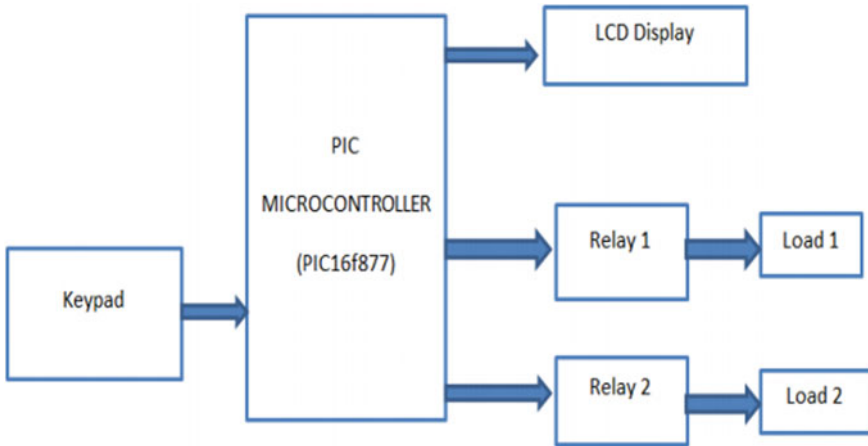 LCD Display
PIC
MICROCONTROLLER
(PIC16f877)
Keypad
Relay 1
Load 1
Relay 2
Load 2